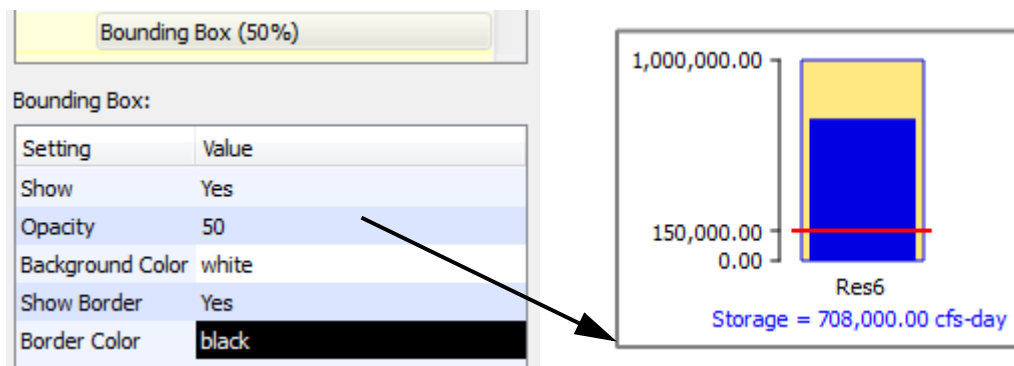 Bounding Box (50%)
Bounding Box:
Setting Value
Show Yes
Opacity 50
Background Color white
Show Border Yes
Border Color black
1,000,000.00
150,000.00
0.00
Res6
Storage = 708,000.00 cfs-day